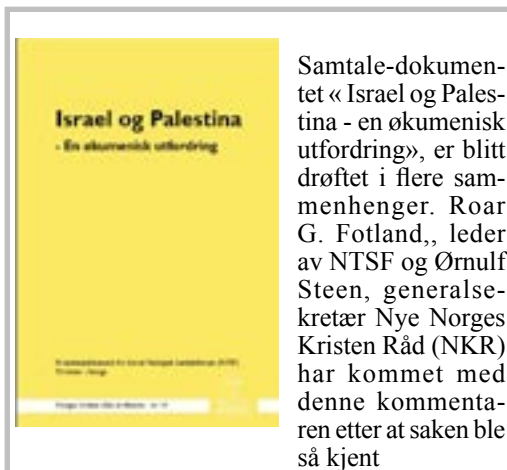 Israel og Palestina
- En økumenisk utfordring
Samtale-dokumen-
tet « Israel og Pales-
tina - en økumenisk
utfordring», er blitt
drøftet i flere sam-
menhenger. Roar
G. Fotland,, leder
av NTSF og Ørnulf
Steen, generalse-
kretær Nye Norges
Kristen Råd (NKR)
har kommet med
denne kommenta-
ren etter at saken ble
så kjent